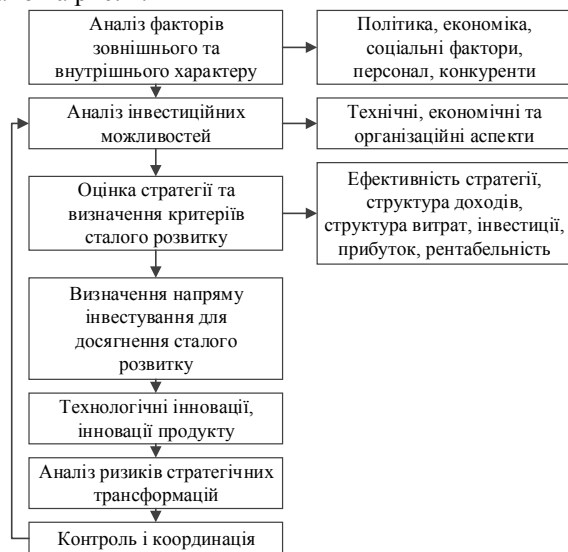 Аналіз факторів
зовнішнього та
внутрішнього характеру
Політика, економіка,
соціальні фактори,
персонал, конкуренти
Аналіз інвестиційних
можливостей
Технічні, економічні та
організаційні аспекти
Оцінка стратегії та
визначення критеріїв
сталого розвитку
Ефективність стратегії,
структура доходів,
структура витрат, інвестиції,
прибуток, рентабельність
Визначення напряму
інвестування для
досягнення сталого
розвитку
Технологічні інновації,
інновації продукту
Аналіз ризиків стратегічних
трансформацій
Контроль і координація